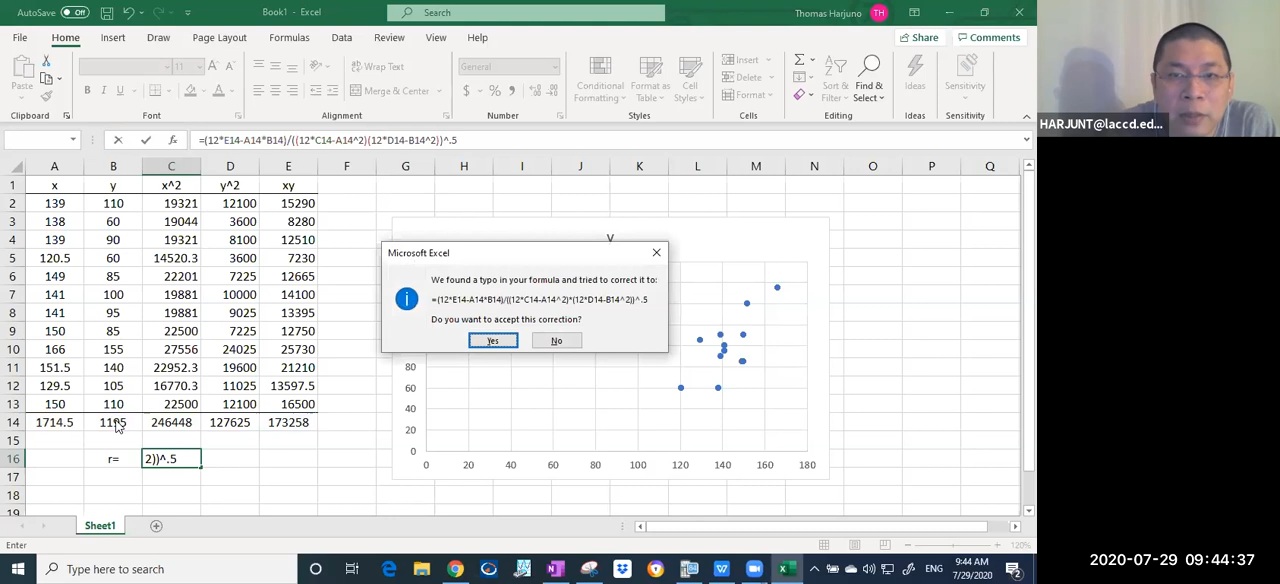 AutoSave Off Book1 - Excel Search Thomas Harjuno TH
File Home Insert Draw Page Layout Formulas Data Review View Help Share Comments
Paste 11 A A Wrap Text General Conditional Formatting Format as Table Cell Styles Insert Delete Format Sort & Filter Find & Select Ideas Sensitivity
B I U Merge & Center $ %
Clipboard Font Alignment Number Styles Cells Editing Ideas Sensitivity
HARJUNT@laccd.ed...
=(12*E14-A14*B14)/((12*C14-A14^2)(12*D14-B14^2))^.5
A B C D E F G H I J K L M N O P Q
1 x y x^2 y^2 xy
2 139 110 19321 12100 15290
3 138 60 19044 3600 8280
4 139 90 19321 8100 12510
5 120.5 60 14520.3 3600 7230
6 149 85 22201 7225 12665
7 141 100 19881 10000 14100
8 141 95 19881 9025 13395
9 150 85 22500 7225 12750
10 166 155 27556 24025 25730
11 151.5 140 22952.3 19600 21210
12 129.5 105 16770.3 11025 13597.5
13 150 110 22500 12100 16500
14 1714.5 1195 246448 127625 173258
15
16 r= 2))^.5
17
18
19
y
Microsoft Excel
We found a typo in your formula and tried to correct it to:
=(12*E14-A14*B14)/((12*C14-A14^2)*(12*D14-B14^2))^.5
Do you want to accept this correction?
Yes No
80
60
40
20
0
0 20 40 60 80 100 120 140 160 180
Sheet1
Enter 120%
Type here to search ENG 9:44 AM 7/29/2020 2
2020-07-29 09:44:37